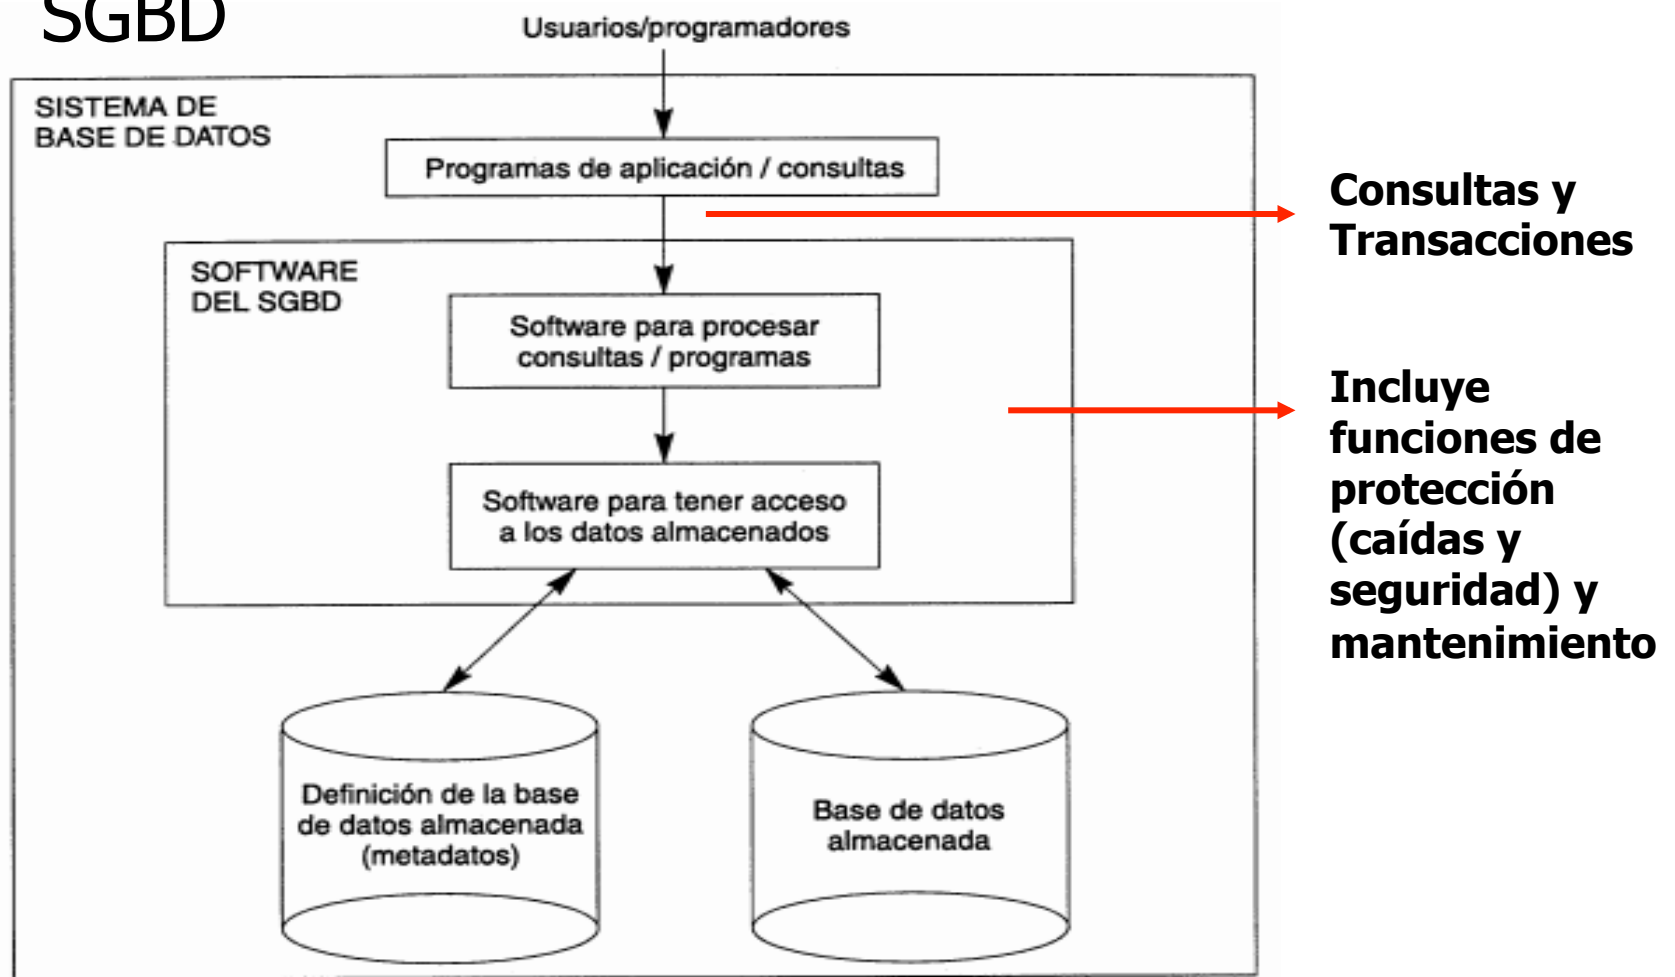 SGBD
Usuarios/programadores
SISTEMA DE
BASE DE DATOS
Programas de aplicación / consultas
Consultas y
Transacciones
SOFTWARE
DEL SGBD
Software para procesar
consultas / programas
Incluye
funciones de
protección
(caídas y
seguridad) y
mantenimiento
Software para tener acceso
a los datos almacenados
Definición de la base
de datos almacenada
(metadatos)
Base de datos
almacenada